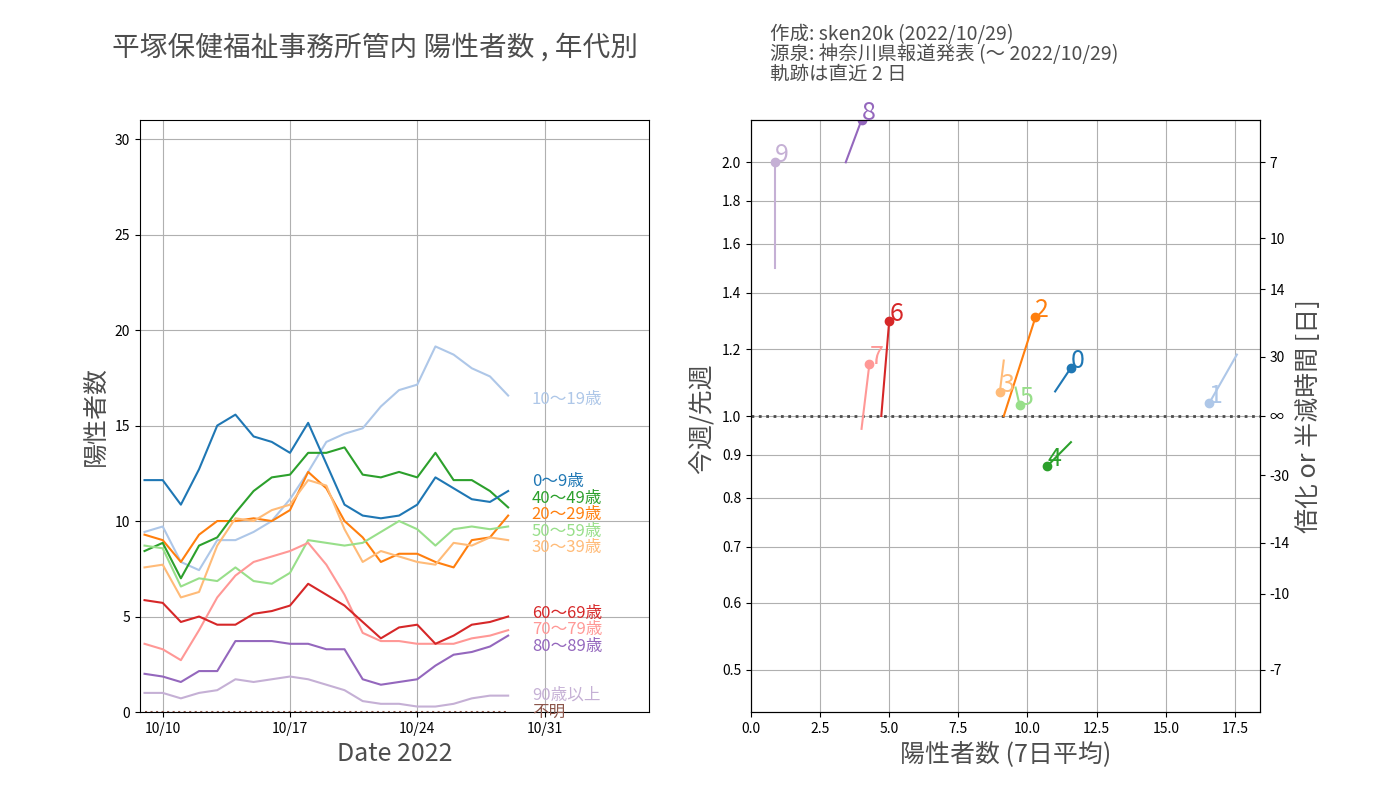 平塚保健福祉事務所管内 陽性者数 , 年代別
作成: sken20k (2022/10/29)
源泉: 神奈川県報道発表 (〜 2022/10/29)
軌跡は直近 2 日
陽性者数
30
25
20
15
10
5
0
10/10
10/17
10/24
10/31
Date 2022
10〜19歳
0〜9歳
40〜49歳
20〜29歳
50〜59歳
30〜39歳
60〜69歳
70〜79歳
80〜89歳
90歳以上
不明
今週/先週
2.0
1.8
1.6
1.4
1.2
1.0
0.9
0.8
0.7
0.6
0.5
8
9
6
2
7
0
3
5
1
4
0.0
2.5
5.0
7.5
10.0
12.5
15.0
17.5
陽性者数 (7日平均)
7
10
14
30
∞
-30
-14
-10
-7
倍化 or 半減時間 [日]